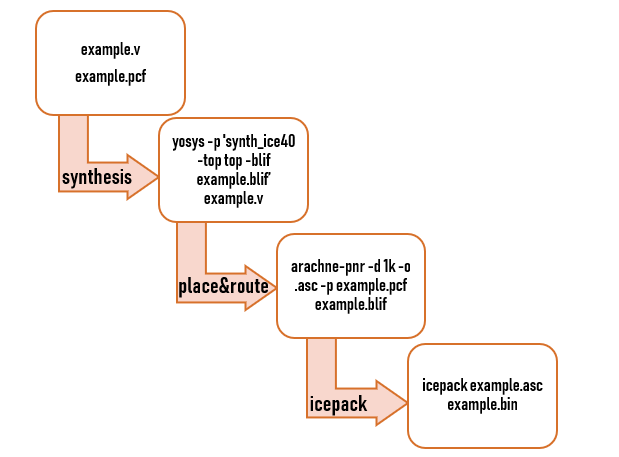 example.v
example.pcf
synthesis
yosys -p 'synth_ice40
-top top -blif
example.blif’
example.v
place&route
arachne-pnr -d 1k -o
.asc -p example.pcf
example.blif
icepack
icepack example.asc
example.bin